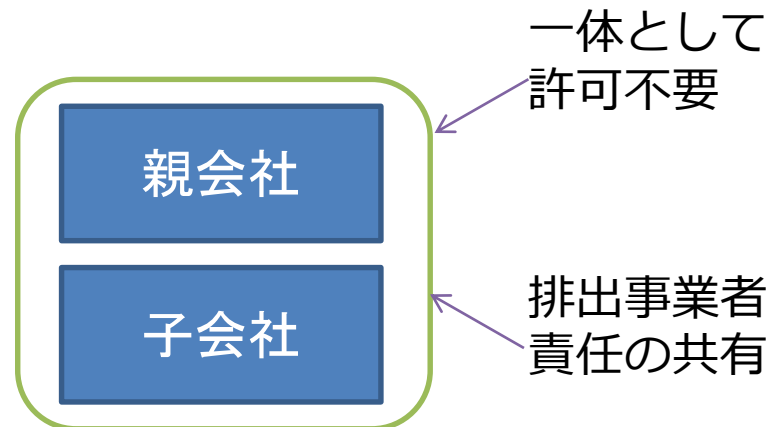 一体として
許可不要
親会社
子会社
排出事業者
責任の共有